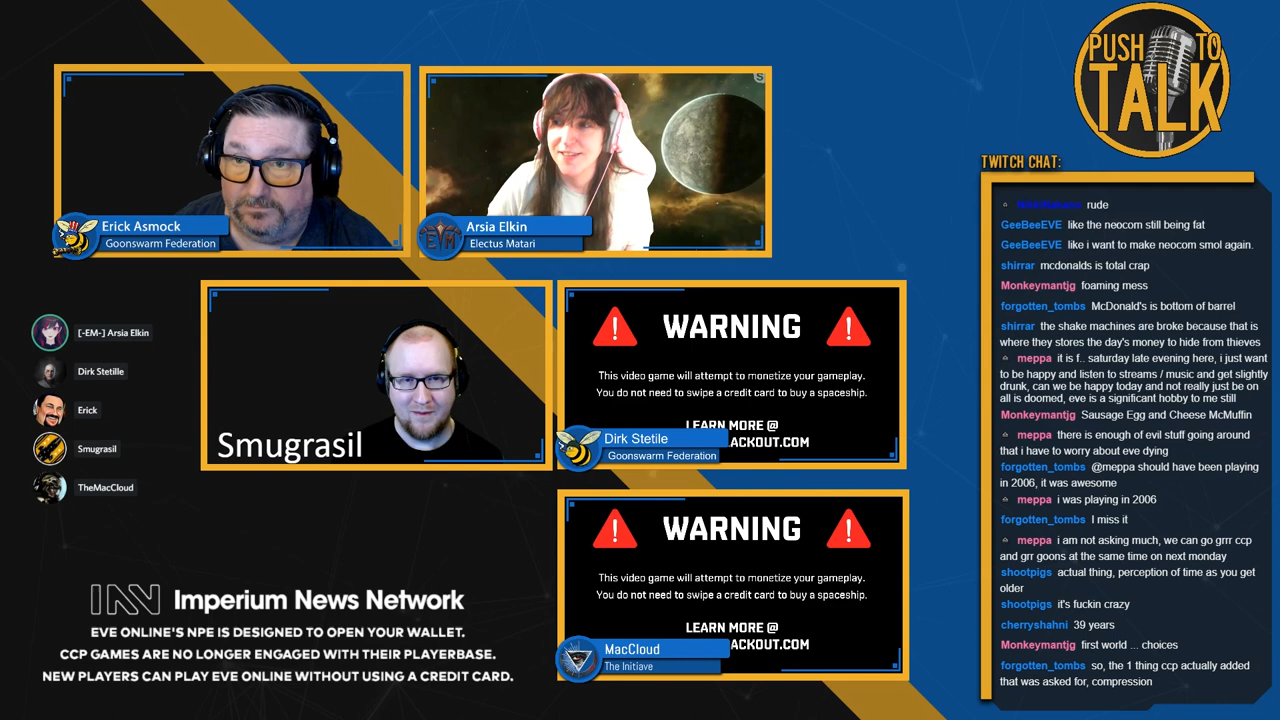 PUSH TO
TALK
TWITCH CHAT:
rude
GeeBeeEVE like the neocom still being fat
GeeBeeEVE like i want to make neocom smol again.
shirrar mcdonalds is total crap
Monkeymantjg foaming mess
forgotten_tombs McDonald's is bottom of barrel
shirrar the shake machines are broke because that is
where they stores the day's money to hide from thieves
meppa it is f.. saturday late evening here, i just want
to be happy and listen to streams / music and get slightly
drunk, can we be happy today and not really just be on
all is doomed, eve is a significant hobby to me still
Monkeymantjg Sausage Egg and Cheese McMuffin
meppa there is enough of evil stuff going around
that i have to worry about eve dying
forgotten_tombs @meppa should have been playing
in 2006, it was awesome
meppa i was playing in 2006
forgotten_tombs I miss it
meppa i am not asking much, we can go grrr ccp
and grr goons at the same time on next monday
shootpigs actual thing, perception of time as you get
older
shootpigs it's fuckin crazy
cherryshahni 39 years
Monkeymantjg first world ... choices
forgotten_tombs so, the 1 thing ccp actually added
that was asked for, compression
Erick Asmock
Goonswarm Federation
S
EM
Arsia Elkin
Electus Matari
[-EM-] Arsia Elkin
Dirk Stetille
Erick
Smugrasil
TheMacCloud
Smugrasil
WARNING
This video game will attempt to monetize your gameplay.
You do not need to swipe a credit card to buy a spaceship.
LEARN MORE @
ACKOUT.COM
Dirk Stetile
Goonswarm Federation
WARNING
This video game will attempt to monetize your gameplay.
You do not need to swipe a credit card to buy a spaceship.
LEARN MORE @
ACKOUT.COM
MacCloud
The Initiave
INN Imperium News Network
EVE ONLINE'S NPE IS DESIGNED TO OPEN YOUR WALLET.
CCP GAMES ARE NO LONGER ENGAGED WITH THEIR PLAYERBASE.
NEW PLAYERS CAN PLAY EVE ONLINE WITHOUT USING A CREDIT CARD.